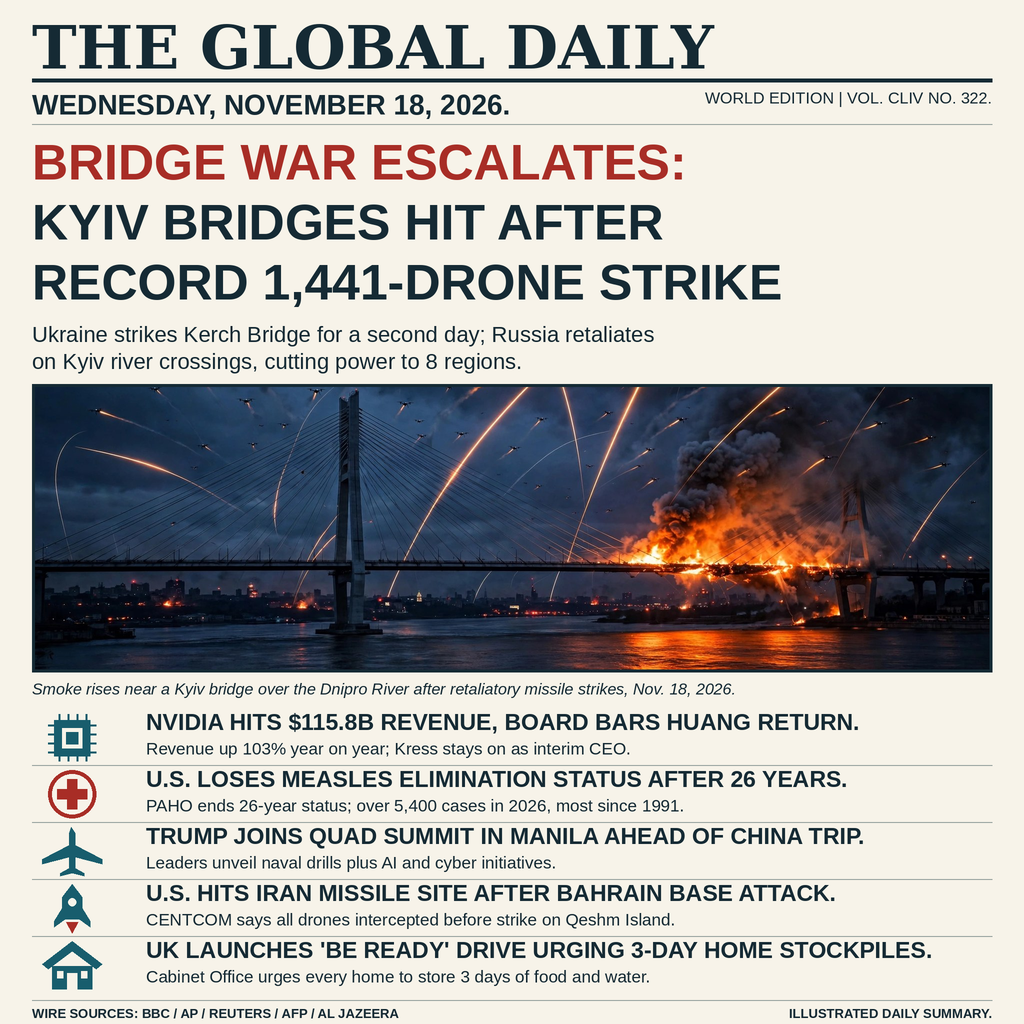 THE GLOBAL DAILY
WEDNESDAY, NOVEMBER 18, 2026.
WORLD EDITION | VOL. CLIV NO. 322.
BRIDGE WAR ESCALATES:
KYIV BRIDGES HIT AFTER
RECORD 1,441-DRONE STRIKE
Ukraine strikes Kerch Bridge for a second day; Russia retaliates
on Kyiv river crossings, cutting power to 8 regions.
Smoke rises near a Kyiv bridge over the Dnipro River after retaliatory missile strikes, Nov. 18, 2026.
NVIDIA HITS $115.8B REVENUE, BOARD BARS HUANG RETURN.
Revenue up 103% year on year; Kress stays on as interim CEO.
U.S. LOSES MEASLES ELIMINATION STATUS AFTER 26 YEARS.
PAHO ends 26-year status; over 5,400 cases in 2026, most since 1991.
TRUMP JOINS QUAD SUMMIT IN MANILA AHEAD OF CHINA TRIP.
Leaders unveil naval drills plus AI and cyber initiatives.
U.S. HITS IRAN MISSILE SITE AFTER BAHRAIN BASE ATTACK.
CENTCOM says all drones intercepted before strike on Qeshm Island.
UK LAUNCHES 'BE READY' DRIVE URGING 3-DAY HOME STOCKPILES.
Cabinet Office urges every home to store 3 days of food and water.
WIRE SOURCES: BBC / AP / REUTERS / AFP / AL JAZEERA
ILLUSTRATED DAILY SUMMARY.